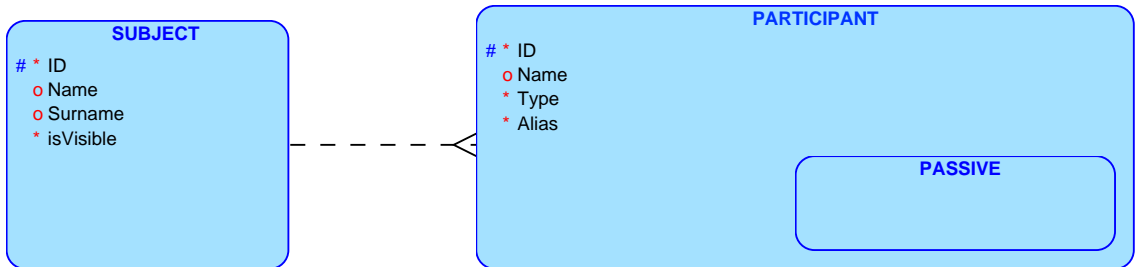 SUBJECT
# * ID
o Name
o Surname
* isVisible
PARTICIPANT
# * ID
o Name
* Type
* Alias
PASSIVE